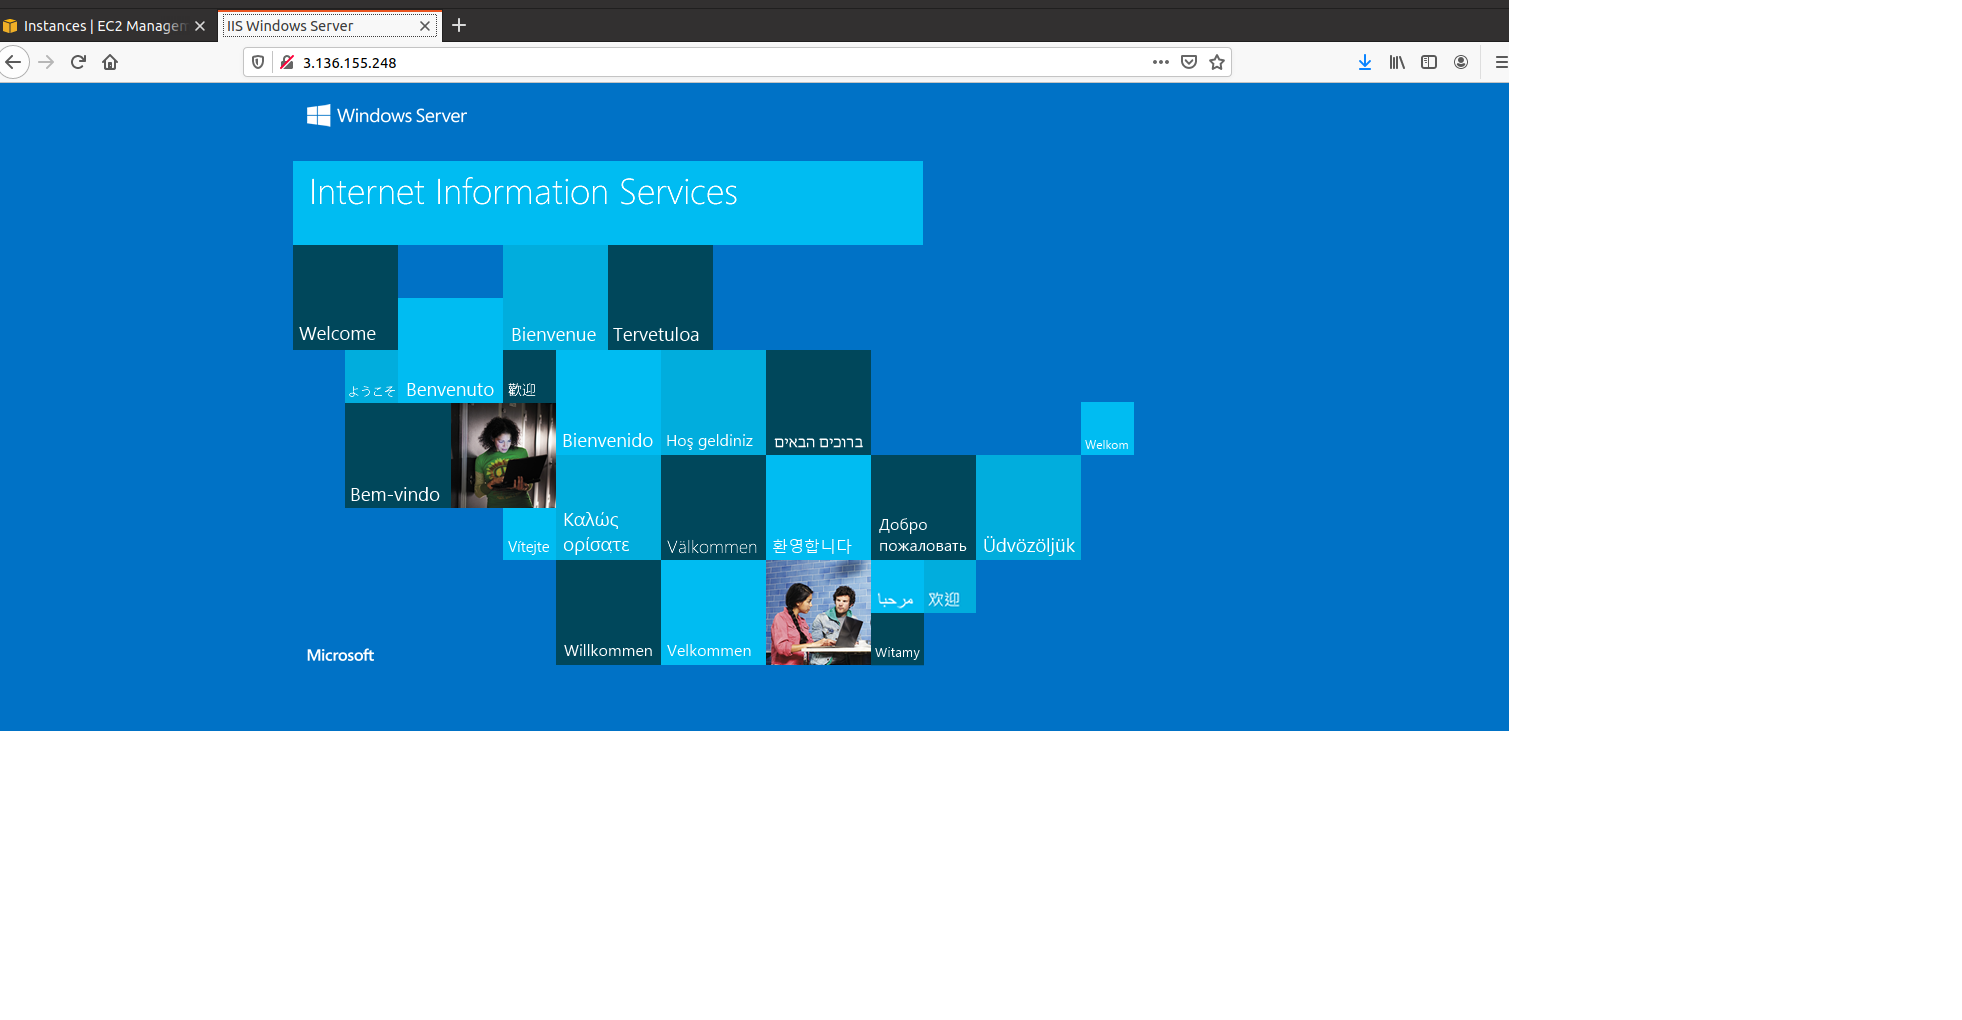 Instances | EC2 Managem
IIS Windows Server
3.136.155.248
Windows Server
Internet Information Services
Welcome
Bienvenue
Tervetuloa
ようこそ
Benvenuto
歡迎
Bienvenido
Hoş geldiniz
ברוכים הבאים
Welkom
Bem-vindo
Vítejte
Καλώς
ορίσατε
Välkommen
환영합니다
Добро
пожаловать
Üdvözöljük
Willkommen
Velkommen
مرحبا
欢迎
Witamy
Microsoft